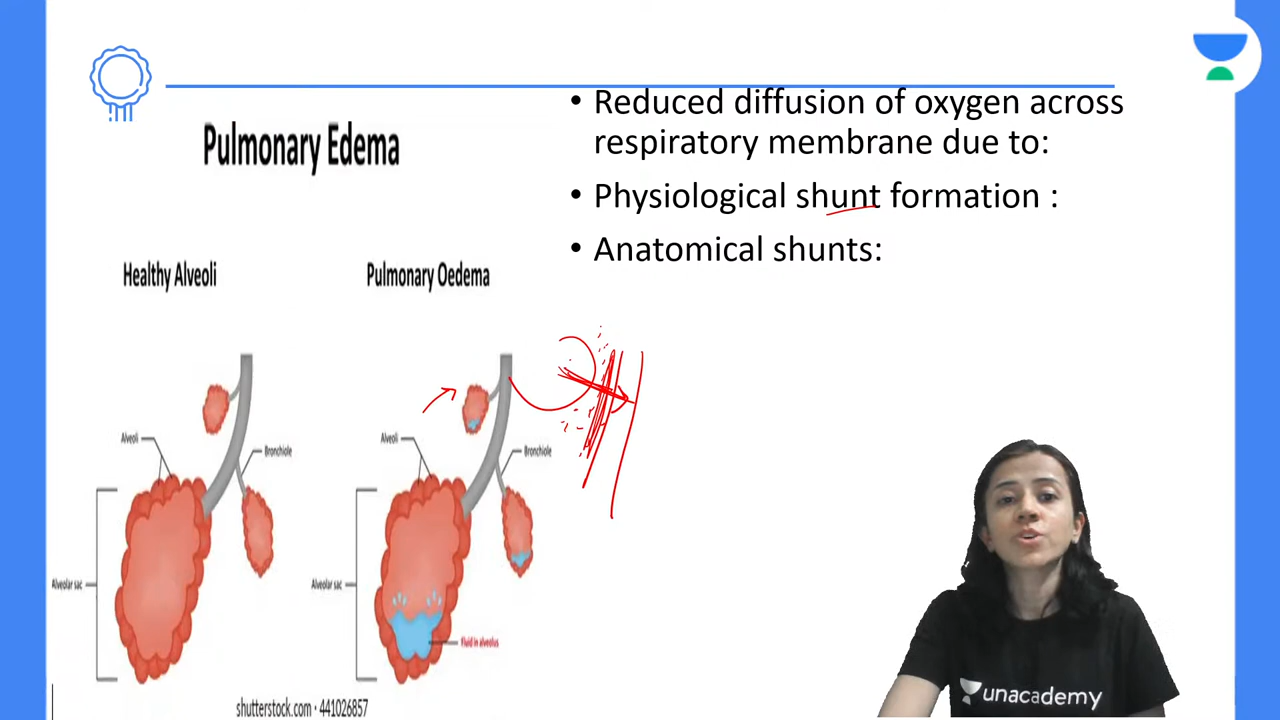 Pulmonary Edema
• Reduced diffusion of oxygen across
respiratory membrane due to:
• Physiological shunt formation :
• Anatomical shunts:
Healthy Alveoli
Pulmonary Oedema
Alveoli
Bronchiole
Alveolar sac
Alveoli
Bronchiole
Alveolar sac
Fluid in alveolus
shutterstock.com · 441026857
unacademy